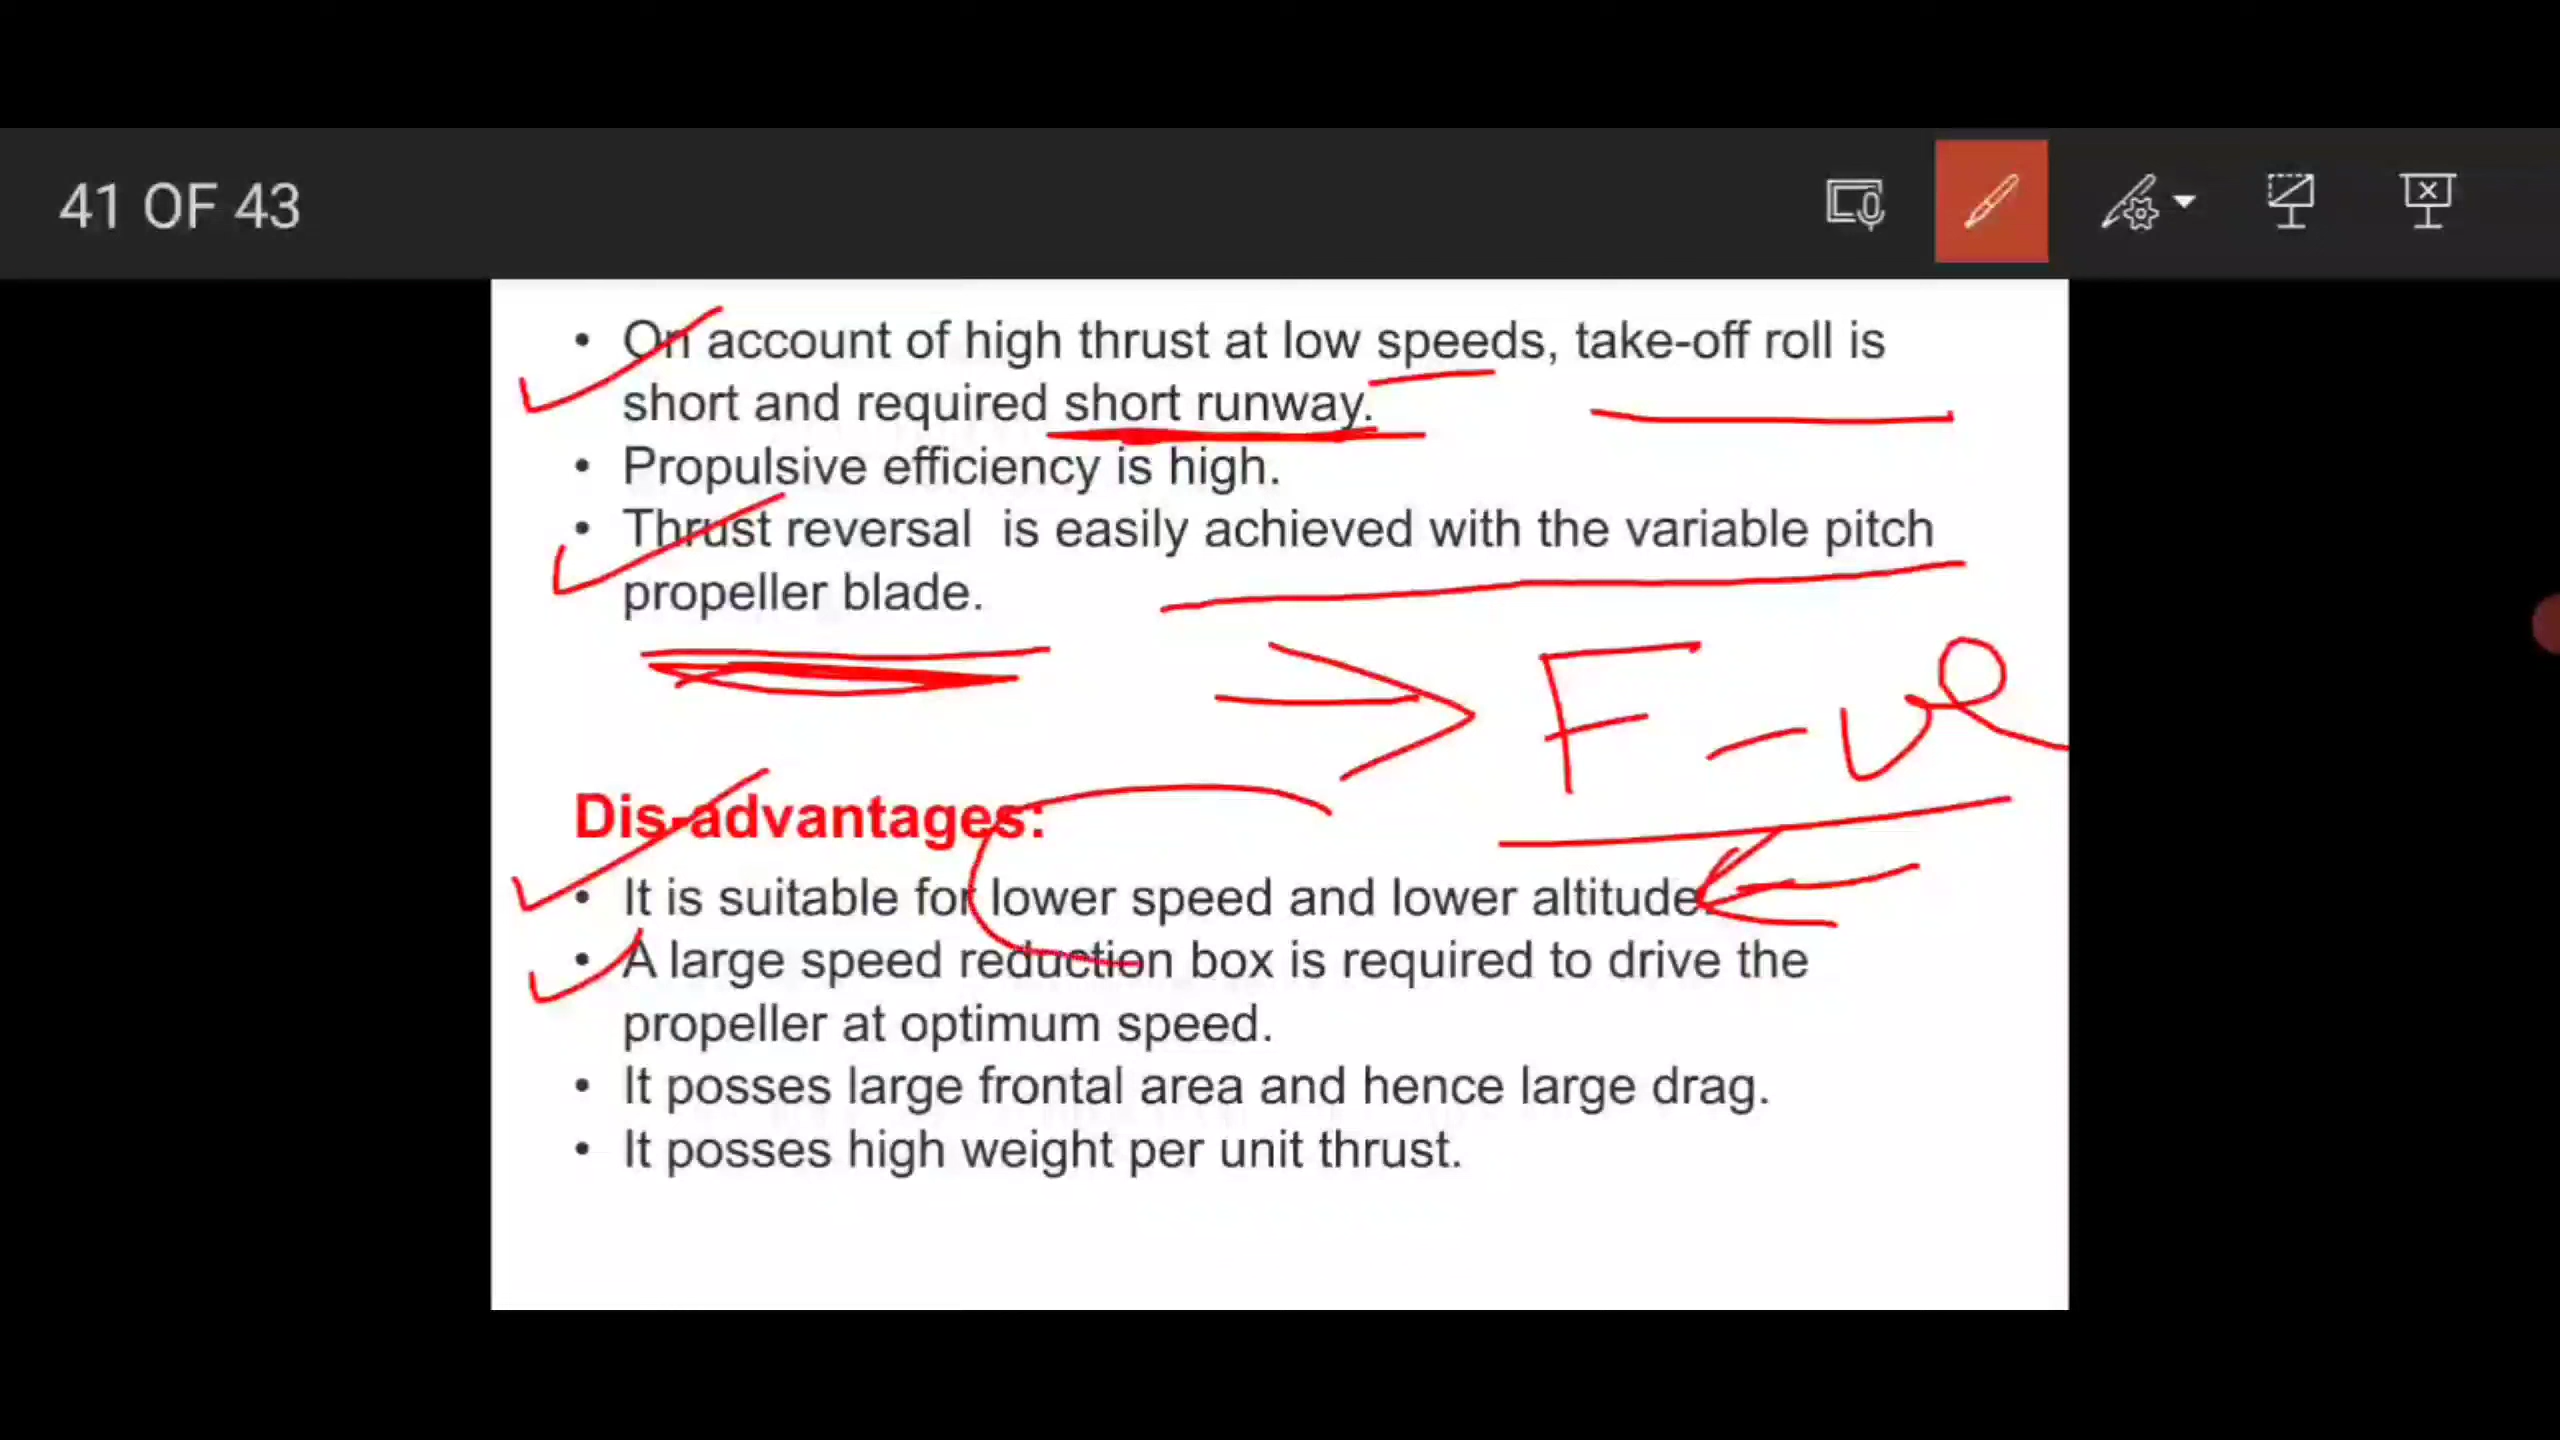 41 OF 43
• On account of high thrust at low speeds, take-off roll is
short and required short runway.
• Propulsive efficiency is high.
• Thrust reversal is easily achieved with the variable pitch
propeller blade.
F -ve
Dis-advantages:
• It is suitable for lower speed and lower altitude
• A large speed reduction box is required to drive the
propeller at optimum speed.
• It posses large frontal area and hence large drag.
• It posses high weight per unit thrust.